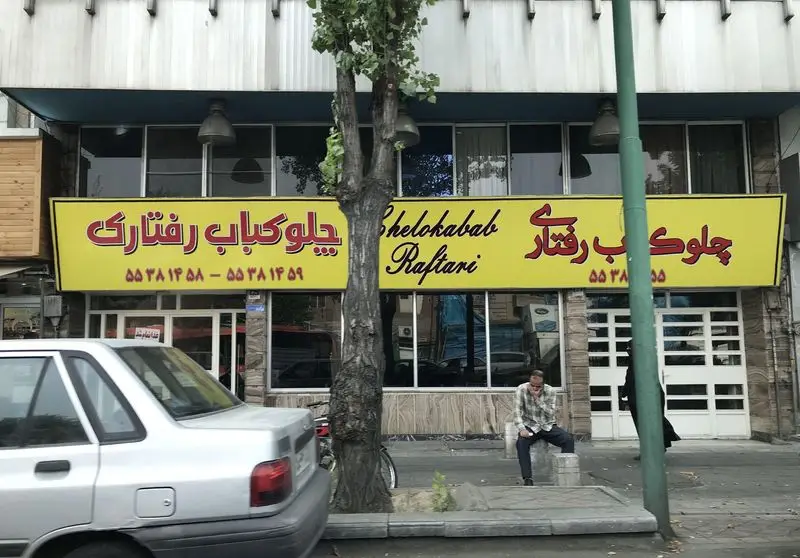 چلوکباب رفتاری
۵۵۳۸۱۴۵۸ – ۵۵۳۸۱۴۵۹
Chelokabab
Raftari
چلوکباب رفتاری